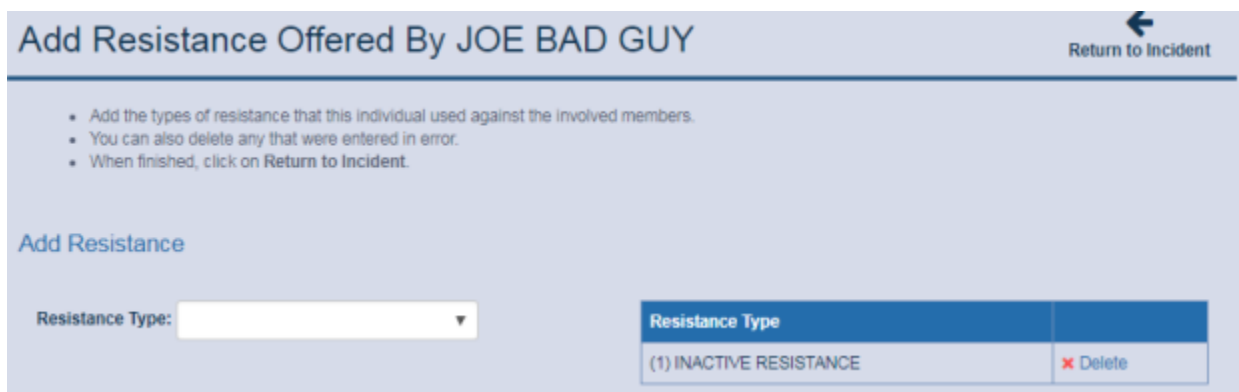 Add Resistance Offered By JOE BAD GUY
Return to Incident
Add the types of resistance that this individual used against the involved members.
You can also delete any that were entered in error.
When finished, click on Return to Incident.
Add Resistance
Resistance Type:
Resistance Type
(1) INACTIVE RESISTANCE
Delete